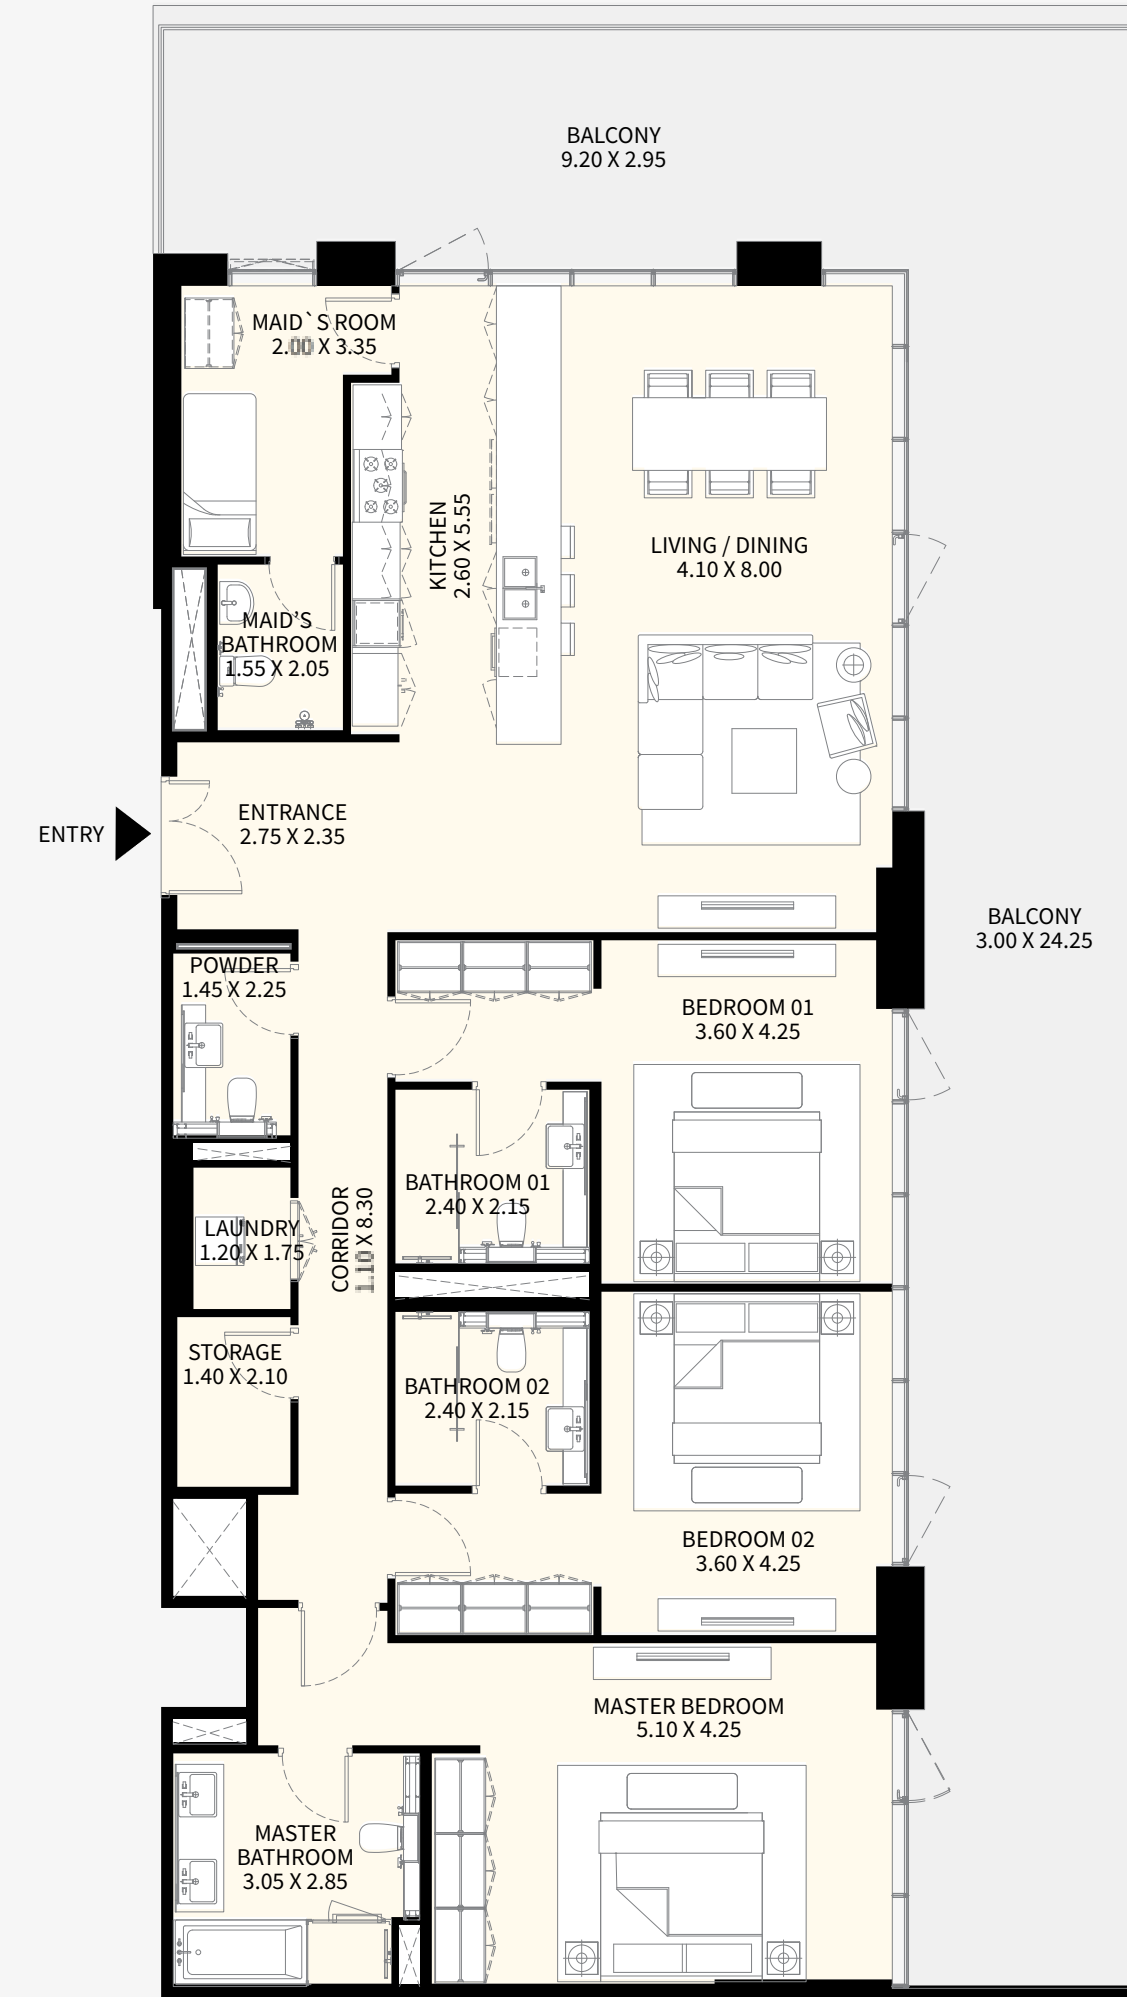 BALCONY
9.20 X 2.95
MAID`S ROOM
2. X 3.35
KITCHEN
2.60 X 5.55
LIVING / DINING
4.10 X 8.00
MAID'S
BATHROOM
1.55 X 2.05
ENTRY
ENTRANCE
2.75 X 2.35
BALCONY
3.00 X 24.25
POWDER
1.45 X 2.25
BEDROOM 01
3.60 X 4.25
BATHROOM 01
2.40 X 2.15
LAUNDRY
1.20 X 1.75
CORRIDOR
X 8.30
STORAGE
1.40 X 2.10
BATHROOM 02
2.40 X 2.15
BEDROOM 02
3.60 X 4.25
MASTER BEDROOM
5.10 X 4.25
MASTER
BATHROOM
3.05 X 2.85